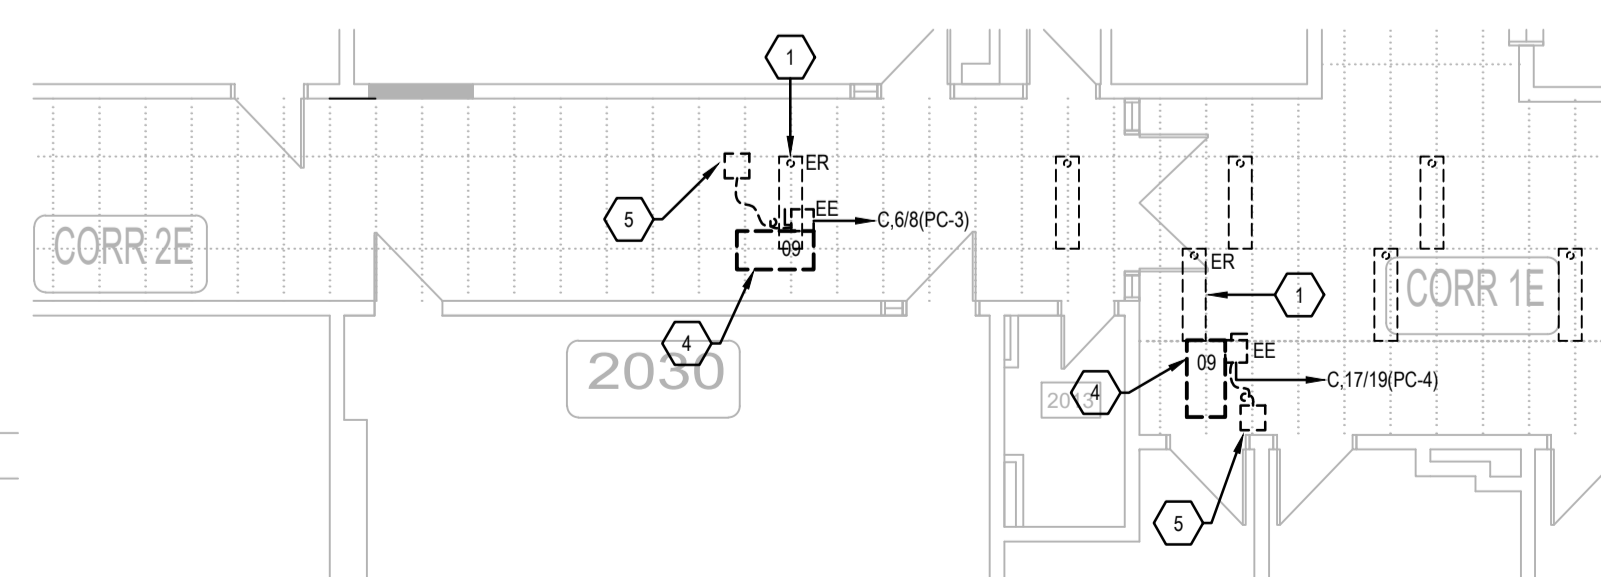 1
ER
5
EE
C,6/8(PC-3)
CORR 2E
09
ER
1
CORR 1E
4
2030
EE
09
C,17/19(PC-4)
4
2013
5